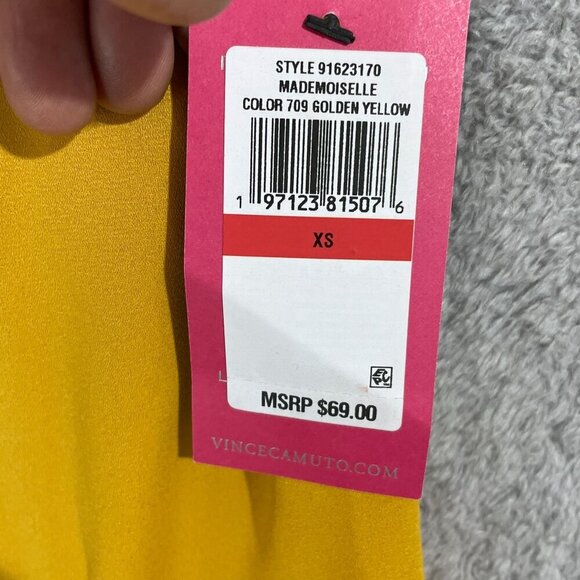 STYLE 91623170
MADEMOISELLE
COLOR 709 GOLDEN YELLOW
1 97123 81507 6
XS
MSRP $69.00
VINCECAMUTO.COM